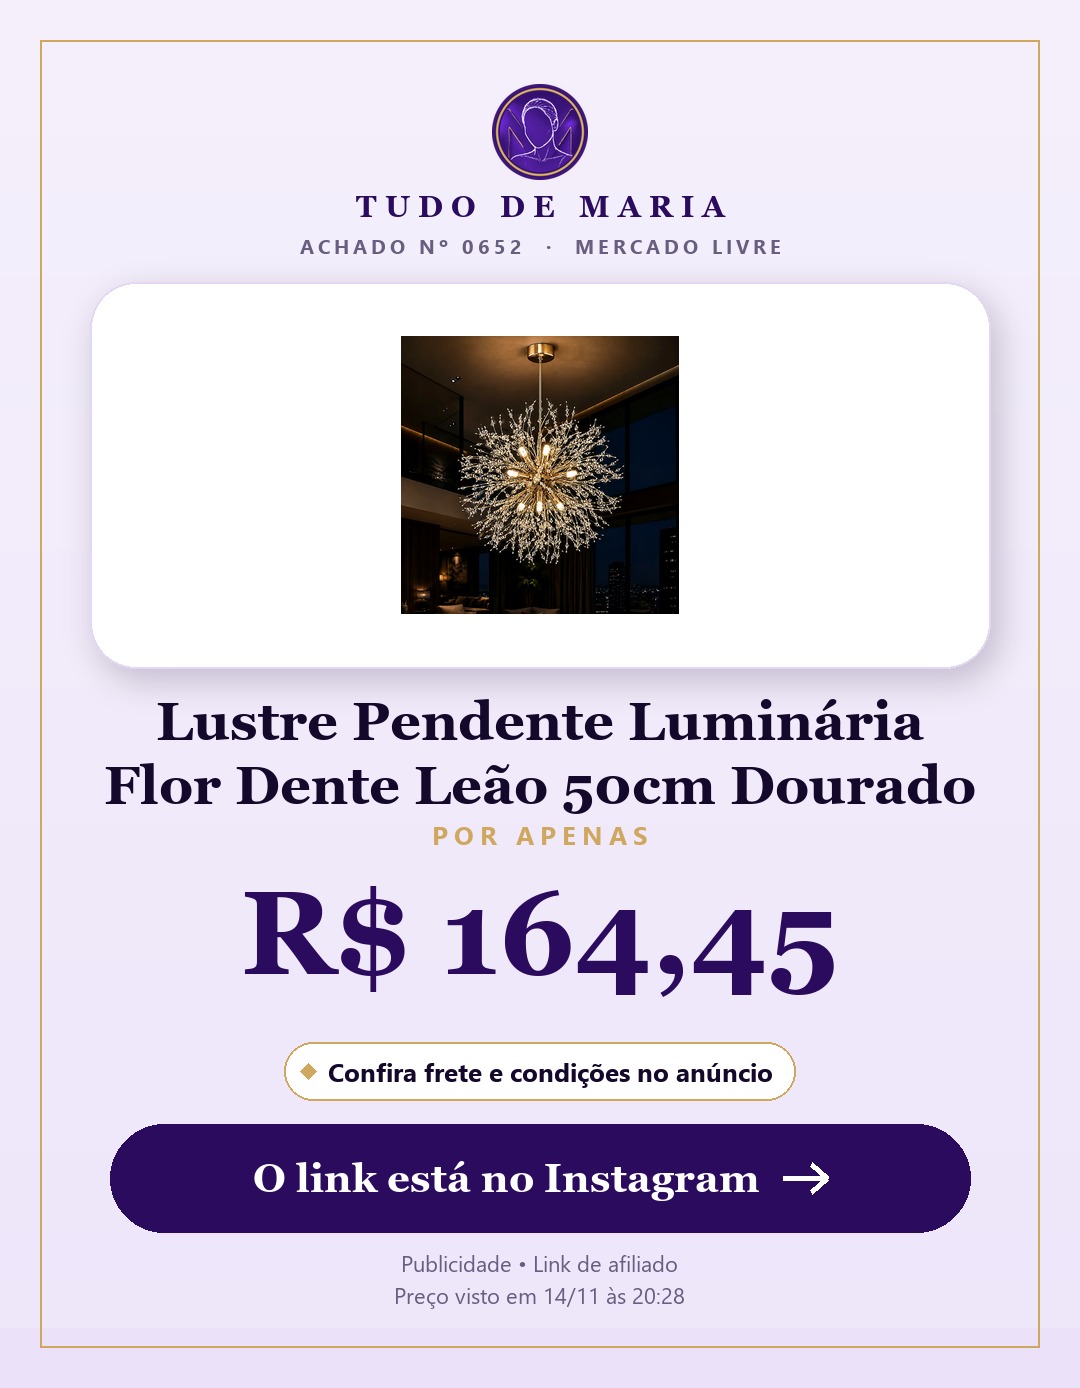 TUDO DE MARIA
ACHADO Nº 0652 · MERCADO LIVRE
Lustre Pendente Luminária
Flor Dente Leão 50cm Dourado
POR APENAS
R$ 164,45
Confira frete e condições no anúncio
O link está no Instagram →
Publicidade • Link de afiliado
Preço visto em 14/11 às 20:28